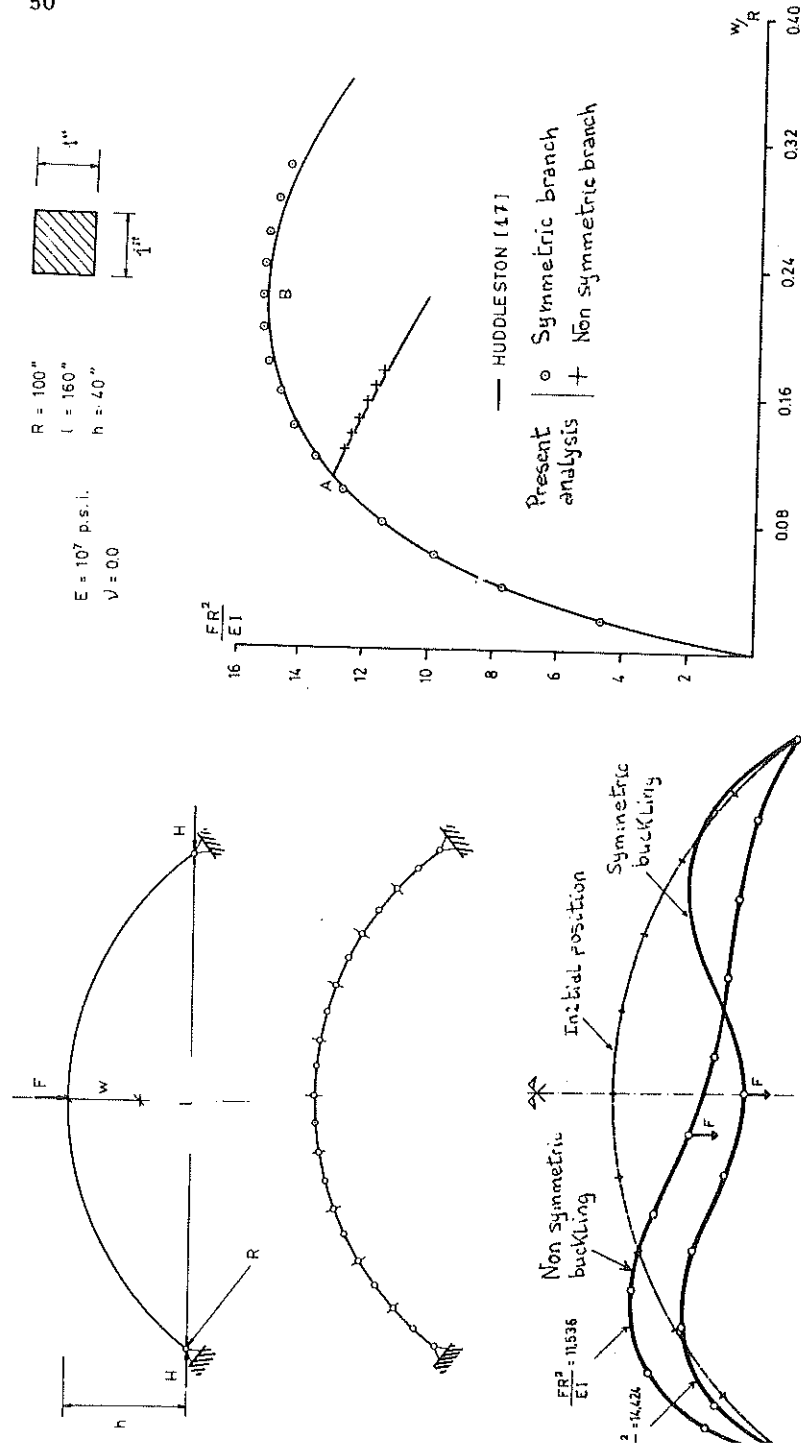 50
F
w
H
H
l
h
R
E = 10⁷ p.s.i.
ν = 0.0
R = 100"
l = 160"
h = 40"
1"
1"
FR²
EI
16
14
12
10
8
6
4
2
0.08
0.16
0.24
0.32
0.40
w/R
A
B
— HUDDLESTON [17]
Present analysis
⊙ Symmetric branch
+ Non symmetric branch
Initial position
Symmetric
buckling
Non symmetric
buckling
F
F
FR²
EI = 11,536
² = 14,424